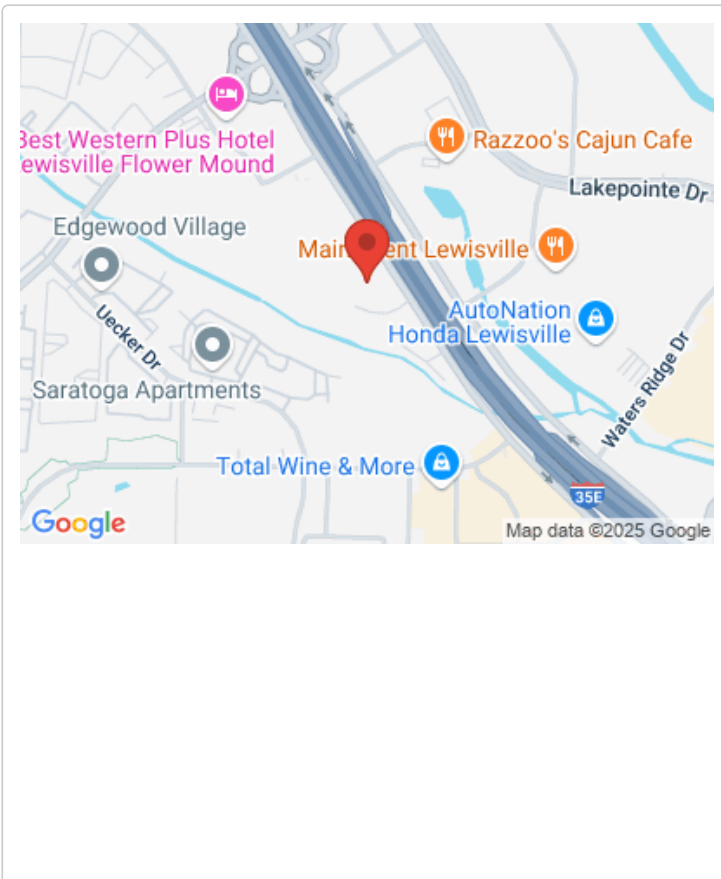 Best Western Plus Hotel
ewisville Flower Mound
Razzoo's Cajun Cafe
Lakepointe Dr
Edgewood Village
Lewisville
AutoNation
Honda Lewisville
Uecker Dr
Saratoga Apartments
Waters Ridge Dr
Total Wine & More
35E
Google
Map data ©2025 Google